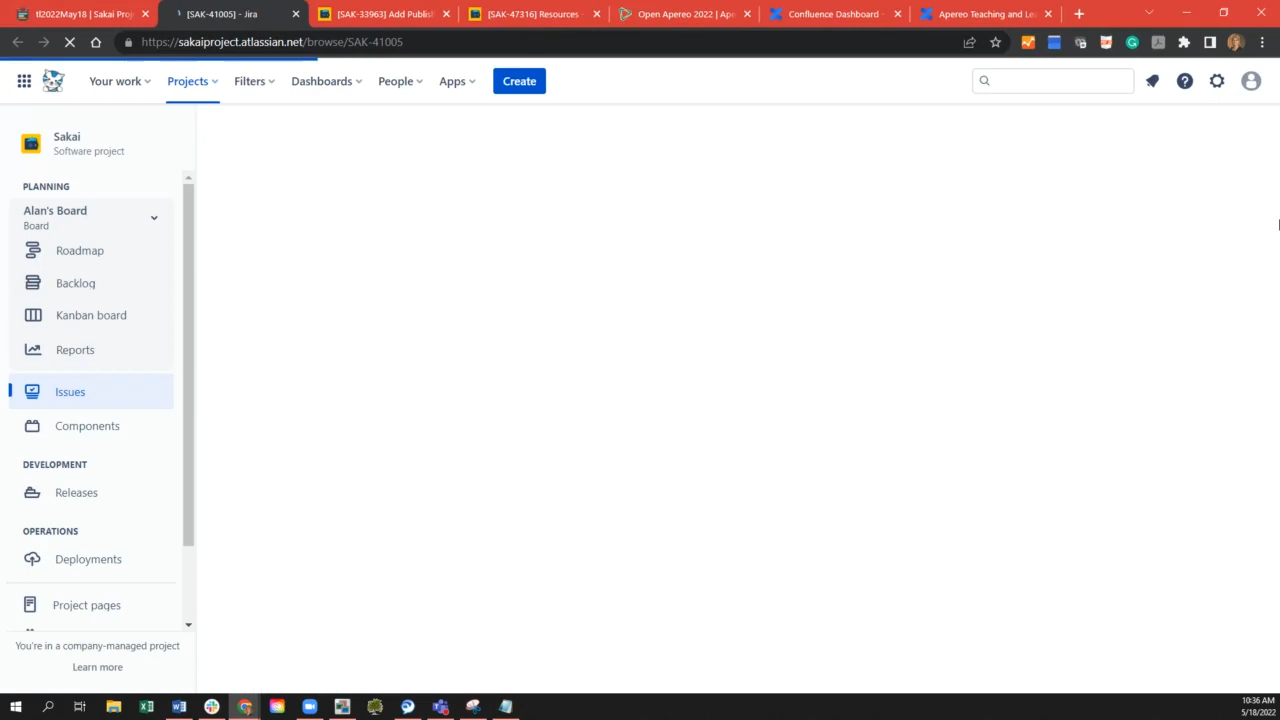 tl2022May18 | Sakai Proj
[SAK-41005] - Jira
[SAK-33963] Add Publish
[SAK-47316] Resources -
Open Apereo 2022 | Ape
Confluence Dashboard -
Apereo Teaching and Le
https://sakaiproject.atlassian.net/browse/SAK-41005
Your work
Projects
Filters
Dashboards
People
Apps
Create
Sakai
Software project
PLANNING
Alan's Board
Board
Roadmap
Backlog
Kanban board
Reports
Issues
Components
DEVELOPMENT
Releases
OPERATIONS
Deployments
Project pages
You're in a company-managed project
Learn more
10:36 AM
5/18/2022